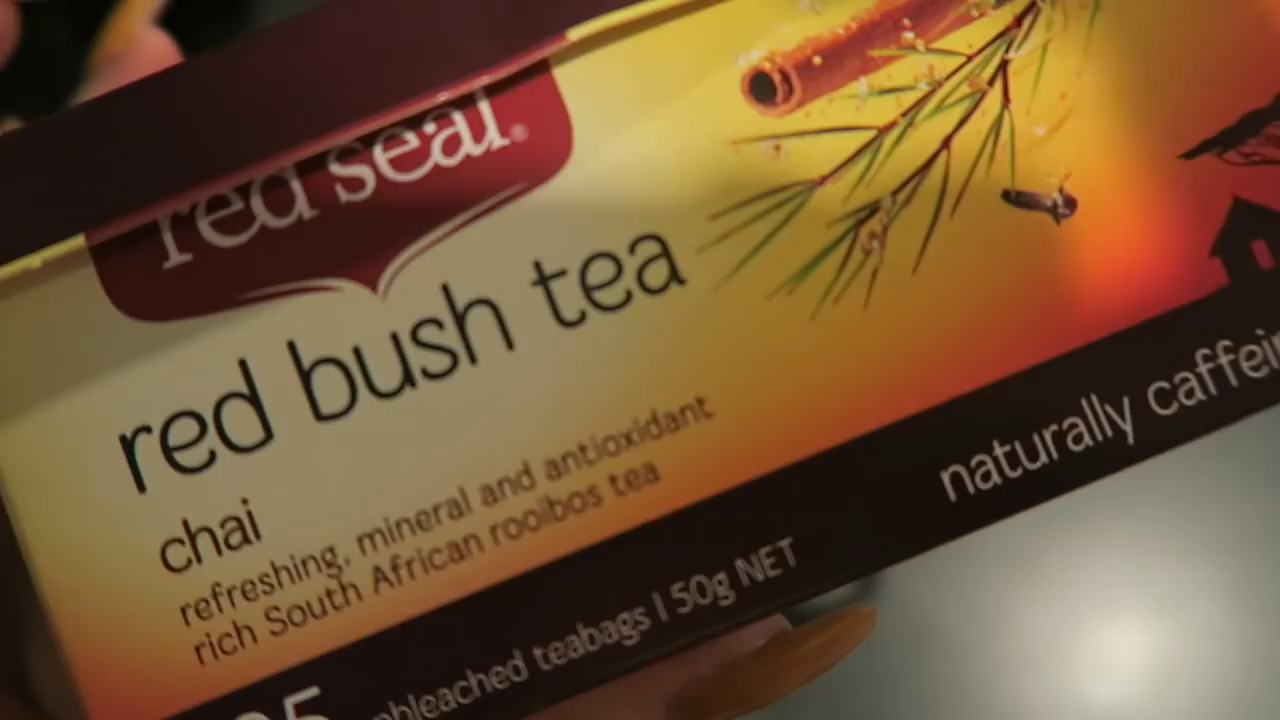 red seal®
red bush tea
chai
refreshing, mineral and antioxidant
rich South African rooibos tea
teabags | 50g NET
naturally